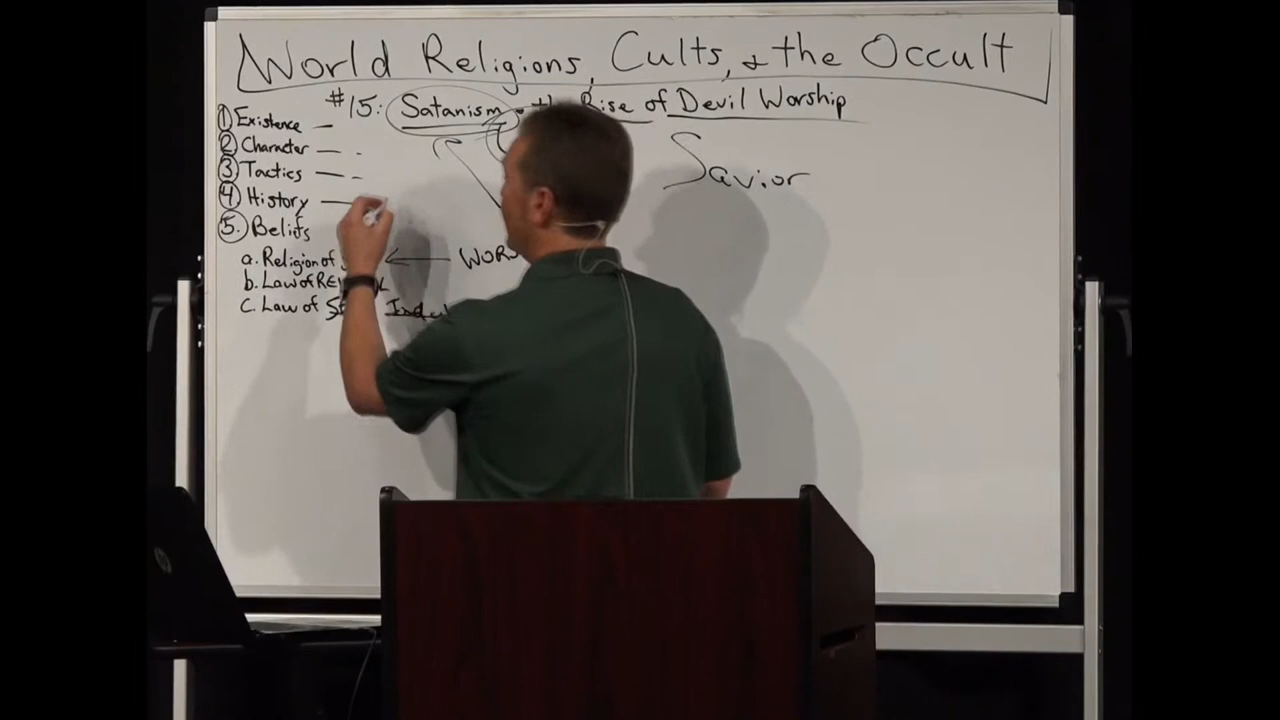 World Religions, Cults, & the Occult
#15: Satanism - the Rise of Devil Worship
① Existence —
② Character — -
③ Tactics — -
④ History —
⑤. Beliefs
Savior
a. Religion of
b. Law of
c. Law of